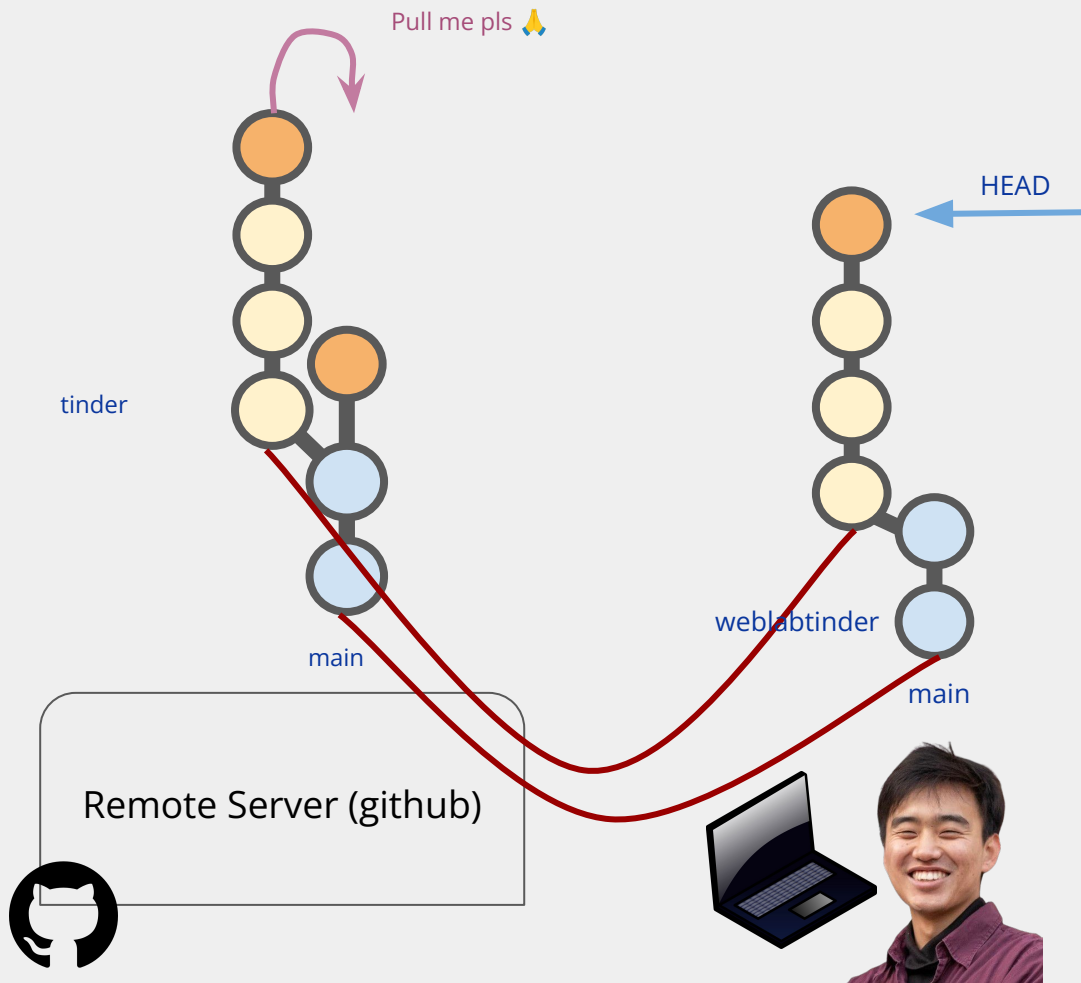 Pull me pls 🙏
HEAD
tinder
weblabtinder
main
main
Remote Server (github)